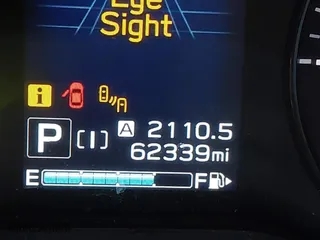 Eye
Sight
i
P [I] A 2110.5
62339mi
E F